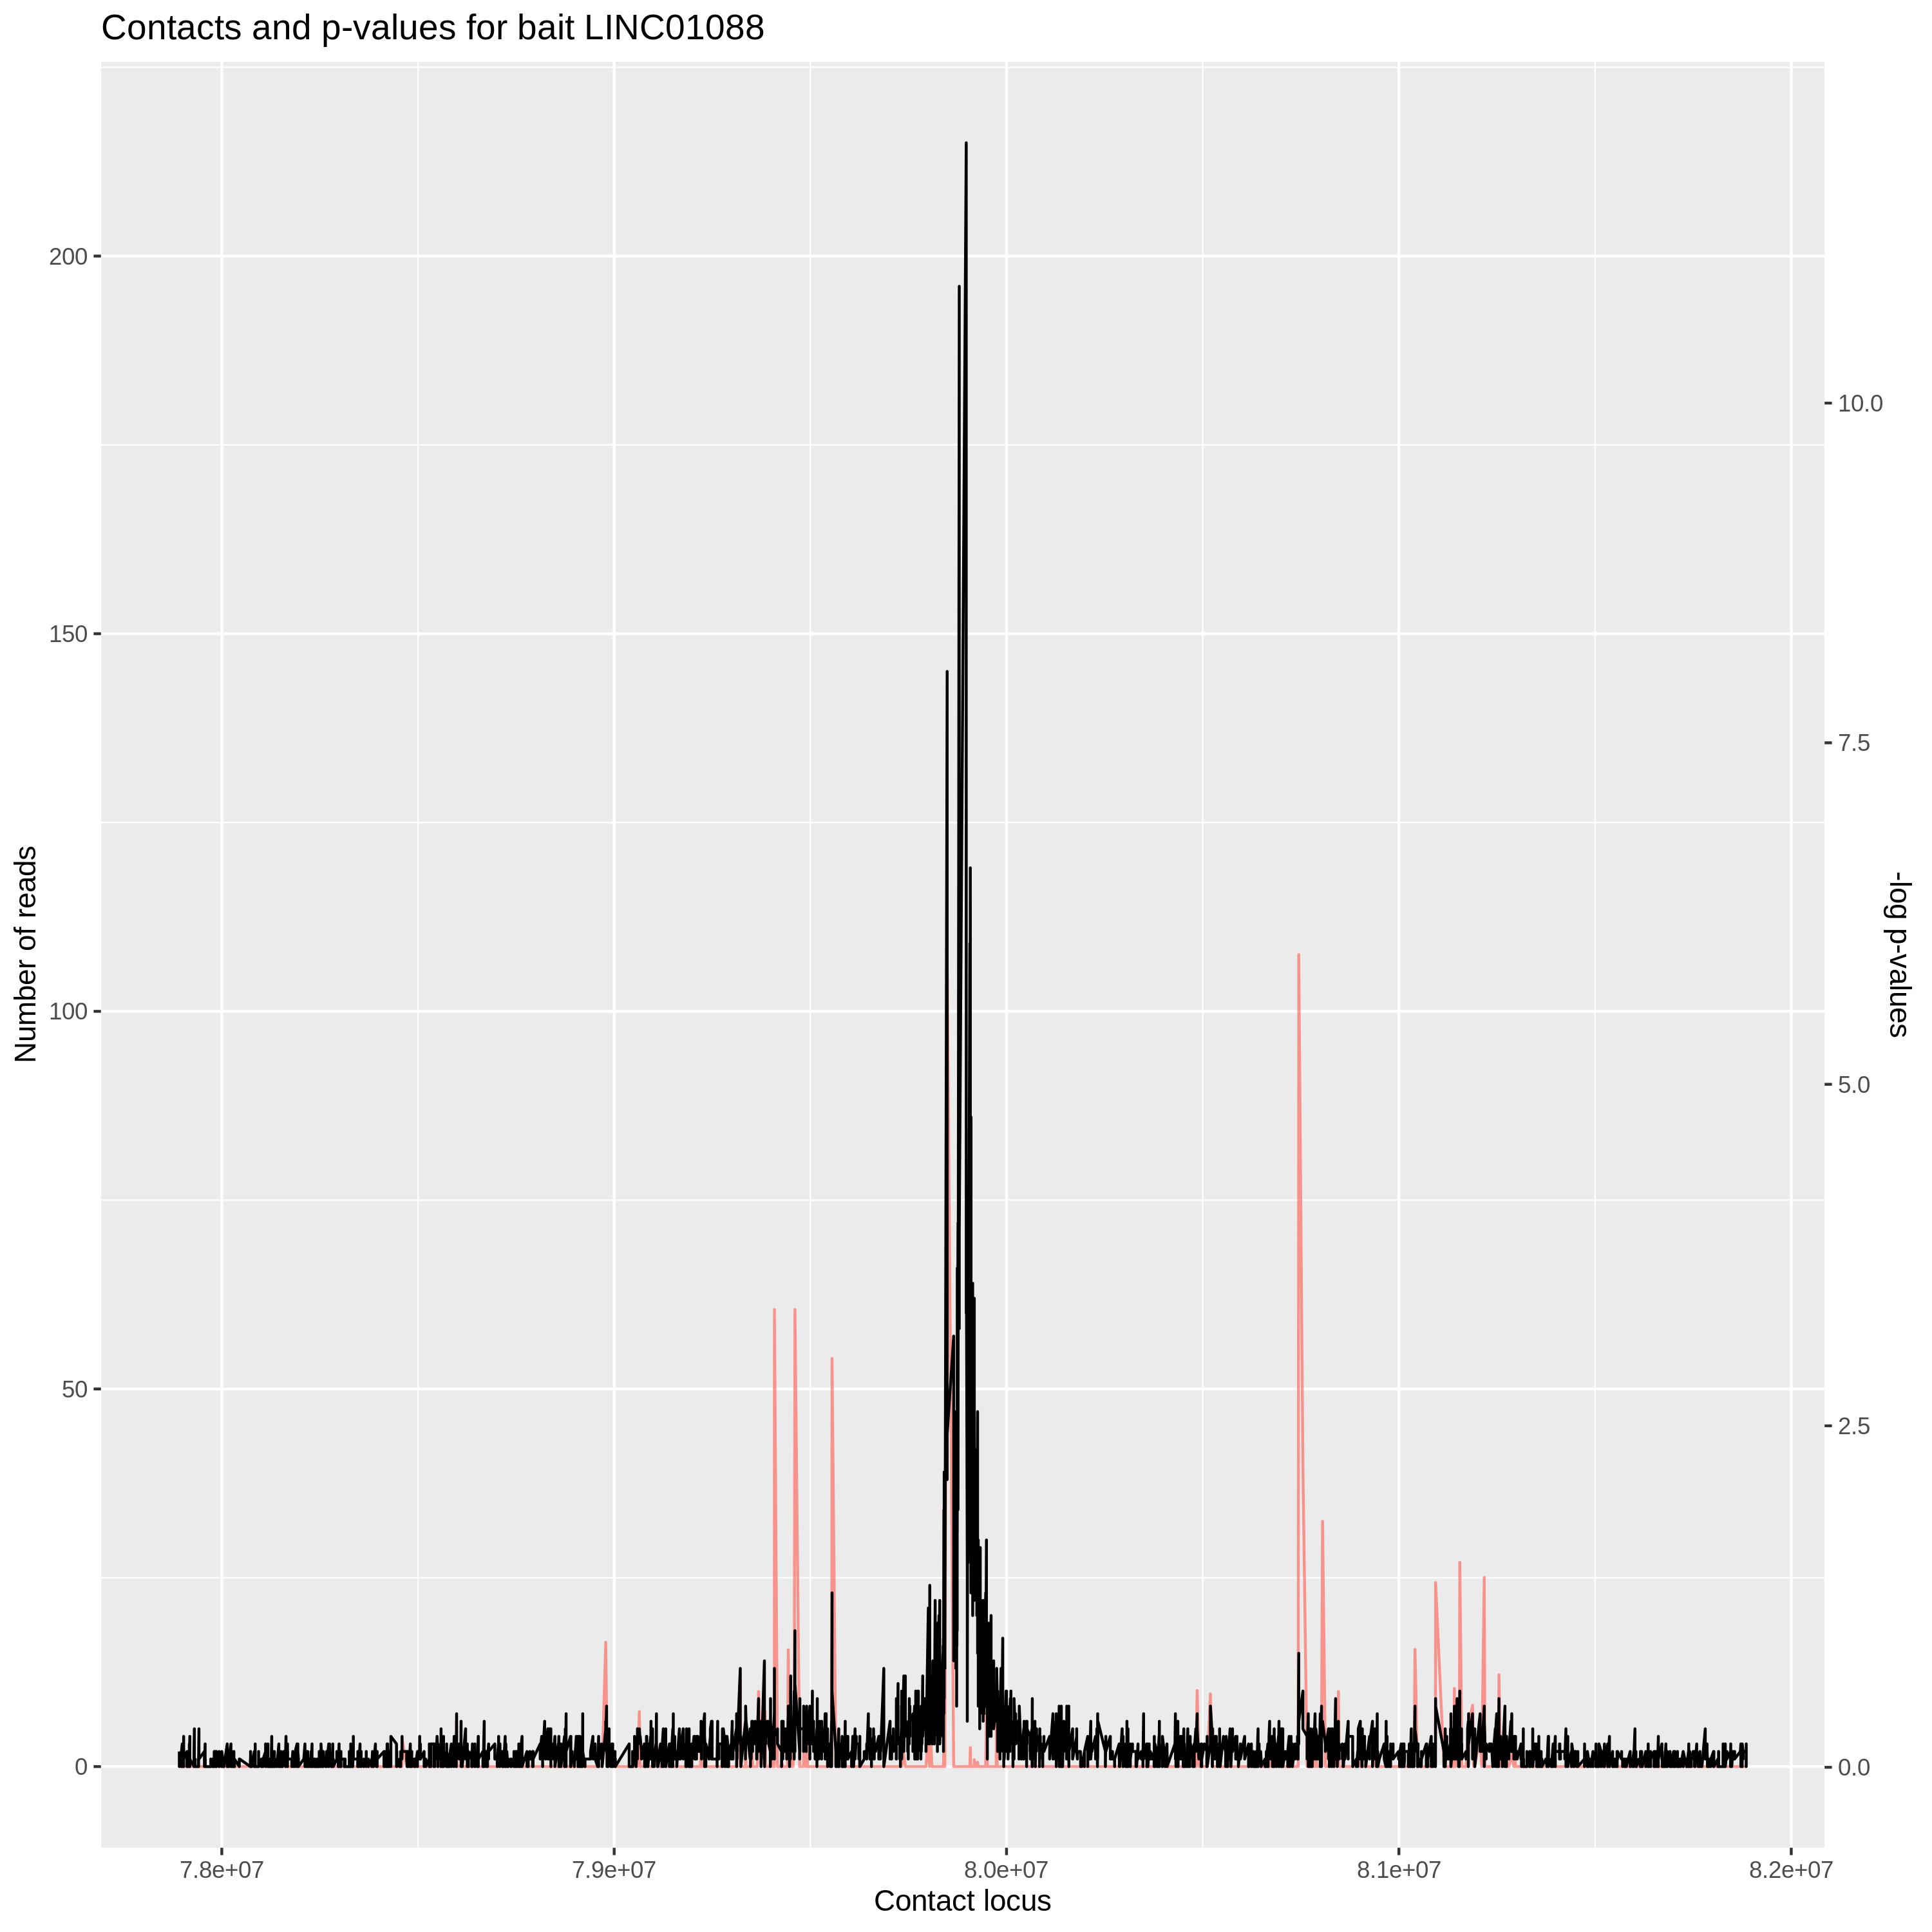 Contacts and p-values for bait LINC01088
200
150
100
50
0
Number of reads
10.0
7.5
5.0
2.5
0.0
-log p-values
7.8e+07
7.9e+07
8.0e+07
8.1e+07
8.2e+07
Contact locus